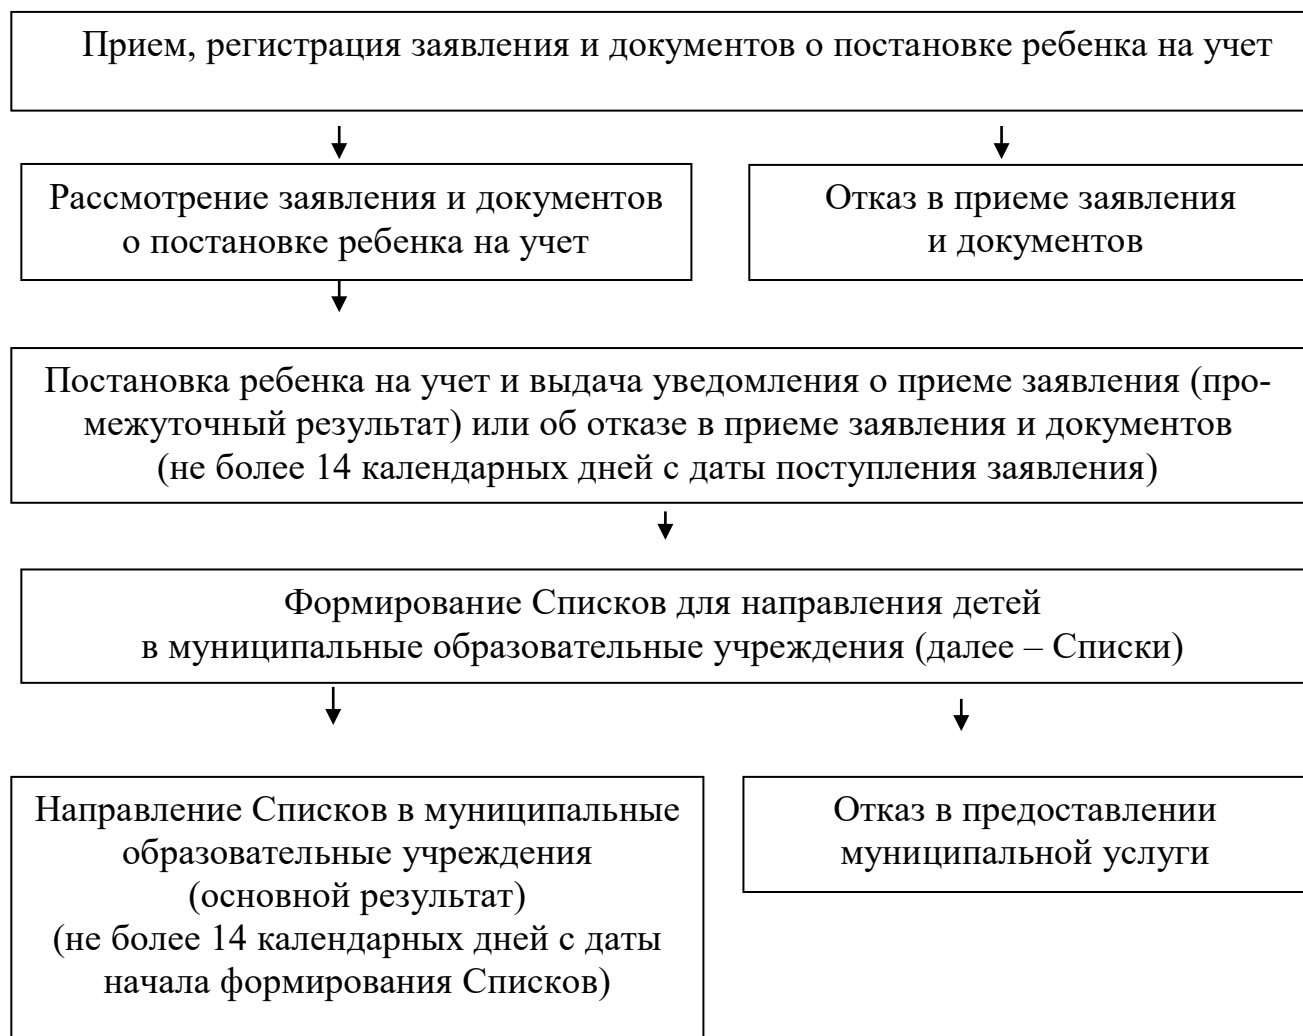 Прием, регистрация заявления и документов о постановке ребенка на учет
Рассмотрение заявления и документов
о постановке ребенка на учет
Отказ в приеме заявления
и документов
Постановка ребенка на учет и выдача уведомления о приеме заявления (про-
межуточный результат) или об отказе в приеме заявления и документов
(не более 14 календарных дней с даты поступления заявления)
Формирование Списков для направления детей
в муниципальные образовательные учреждения (далее – Списки)
Направление Списков в муниципальные
образовательные учреждения
(основной результат)
(не более 14 календарных дней с даты
начала формирования Списков)
Отказ в предоставлении
муниципальной услуги